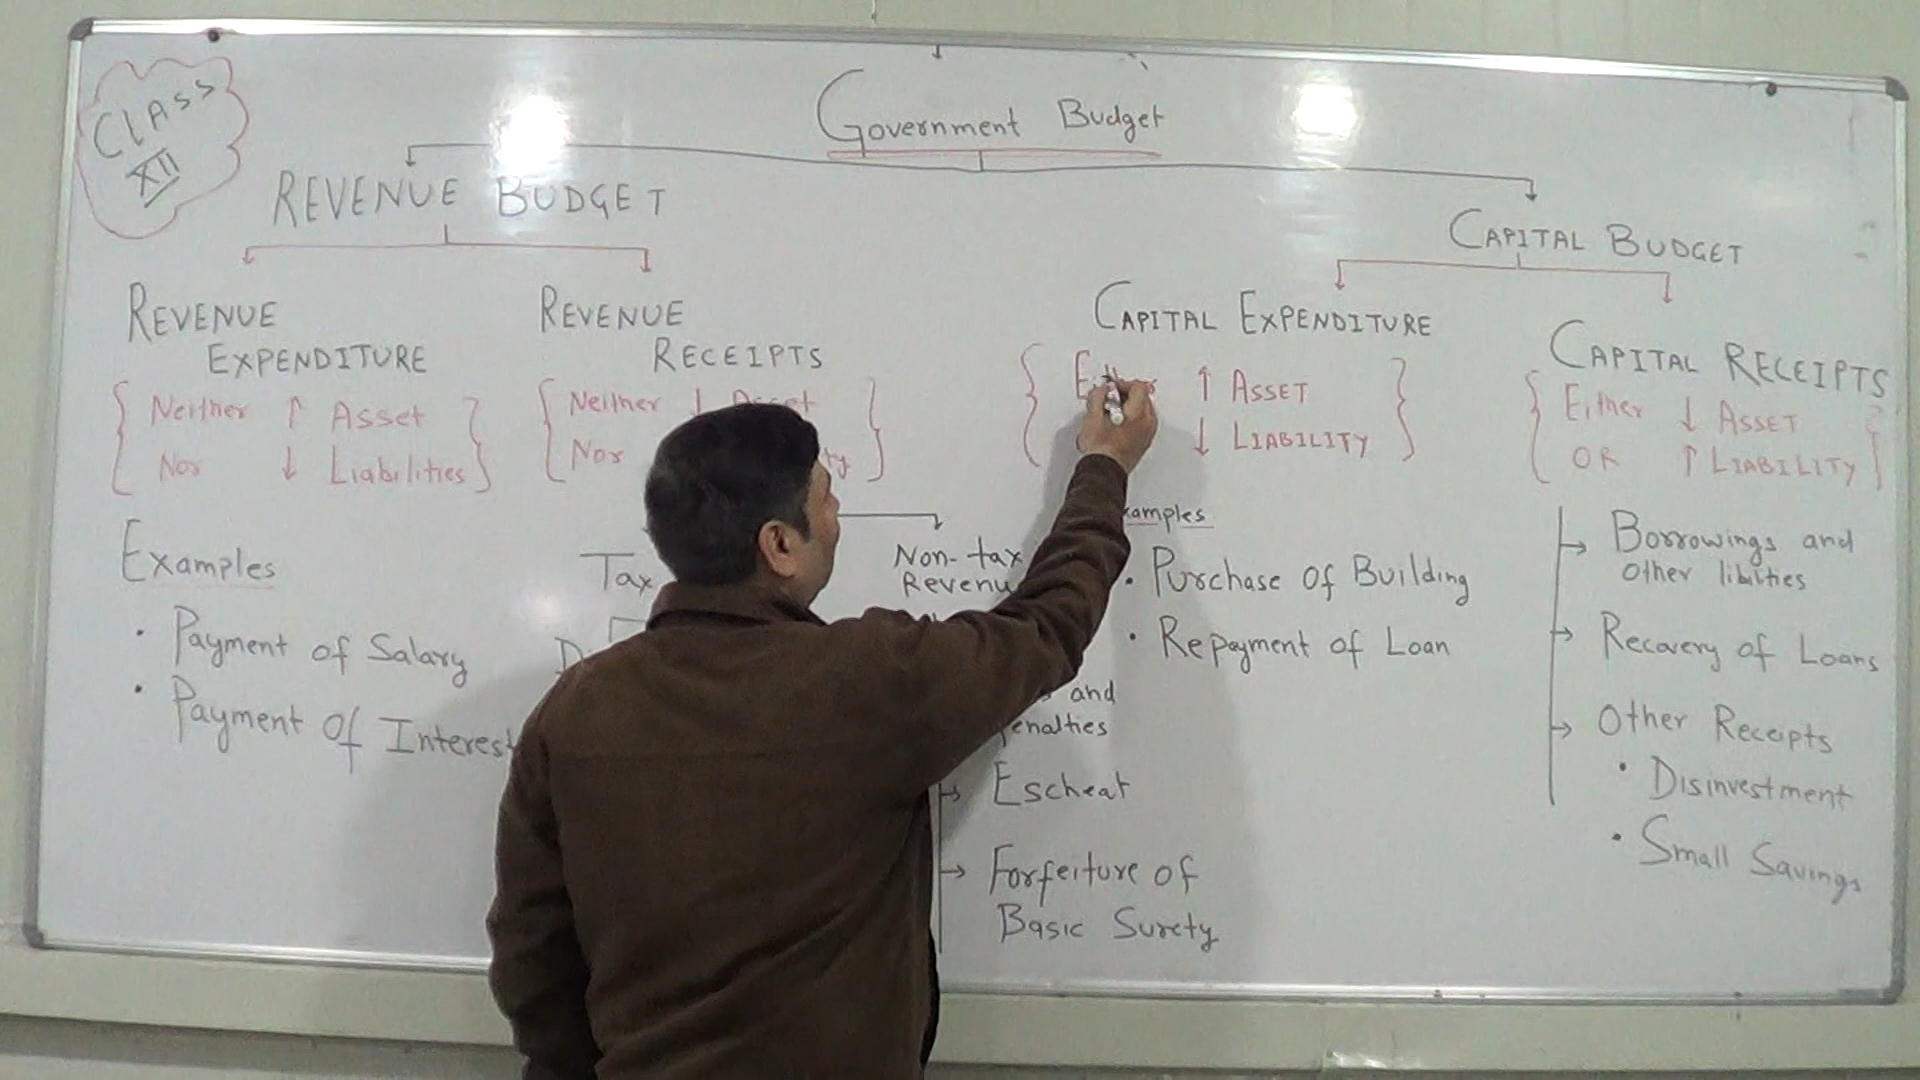 CLASS
XII
Government Budget
REVENUE BUDGET
CAPITAL BUDGET
REVENUE
EXPENDITURE
Neither ↑ Asset
Nor ↓ Liabilities
Examples
• Payment of Salary
• Payment Of Interest
REVENUE
RECEIPTS
Neither ↓ Asset
Nor
Tax
Non-tax
and
Escheat
Forfeiture of
Basic Surety
CAPITAL EXPENDITURE
Either ↑ ASSET
↓ LIABILITY
• Purchase Of Building
• Repayment of Loan
CAPITAL RECEIPTS
Either ↓ ASSET
OR ↑ LIABILITY
Borrowings and
Other libilties
Recovery of Loans
Other Receipts
• Disinvestment
• Small Savings